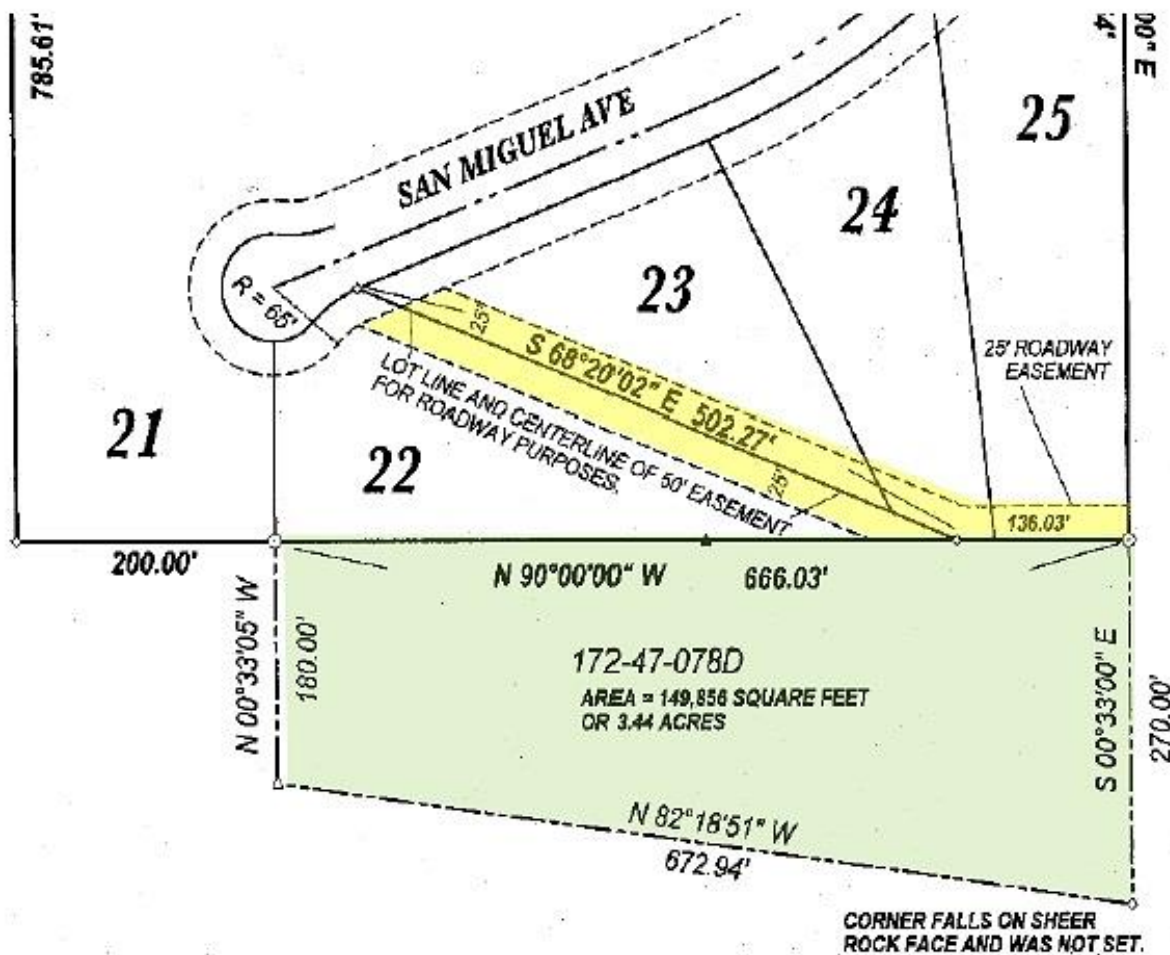 785.61'
4'
00" E
SAN MIGUEL AVE
25
24
23
R = 65'
25'
S 68°20'02" E 502.27'
25' ROADWAY
EASEMENT
LOT LINE AND CENTERLINE OF 50' EASEMENT
FOR ROADWAY PURPOSES.
25'
21
22
136.03'
200.00'
N 90°00'00" W 666.03'
N 00°33'05" W
180.00'
172-47-078D
AREA = 149,856 SQUARE FEET
OR 3.44 ACRES
S 00°33'00" E
270.00'
N 82°18'51" W
672.94'
CORNER FALLS ON SHEER
ROCK FACE AND WAS NOT SET.